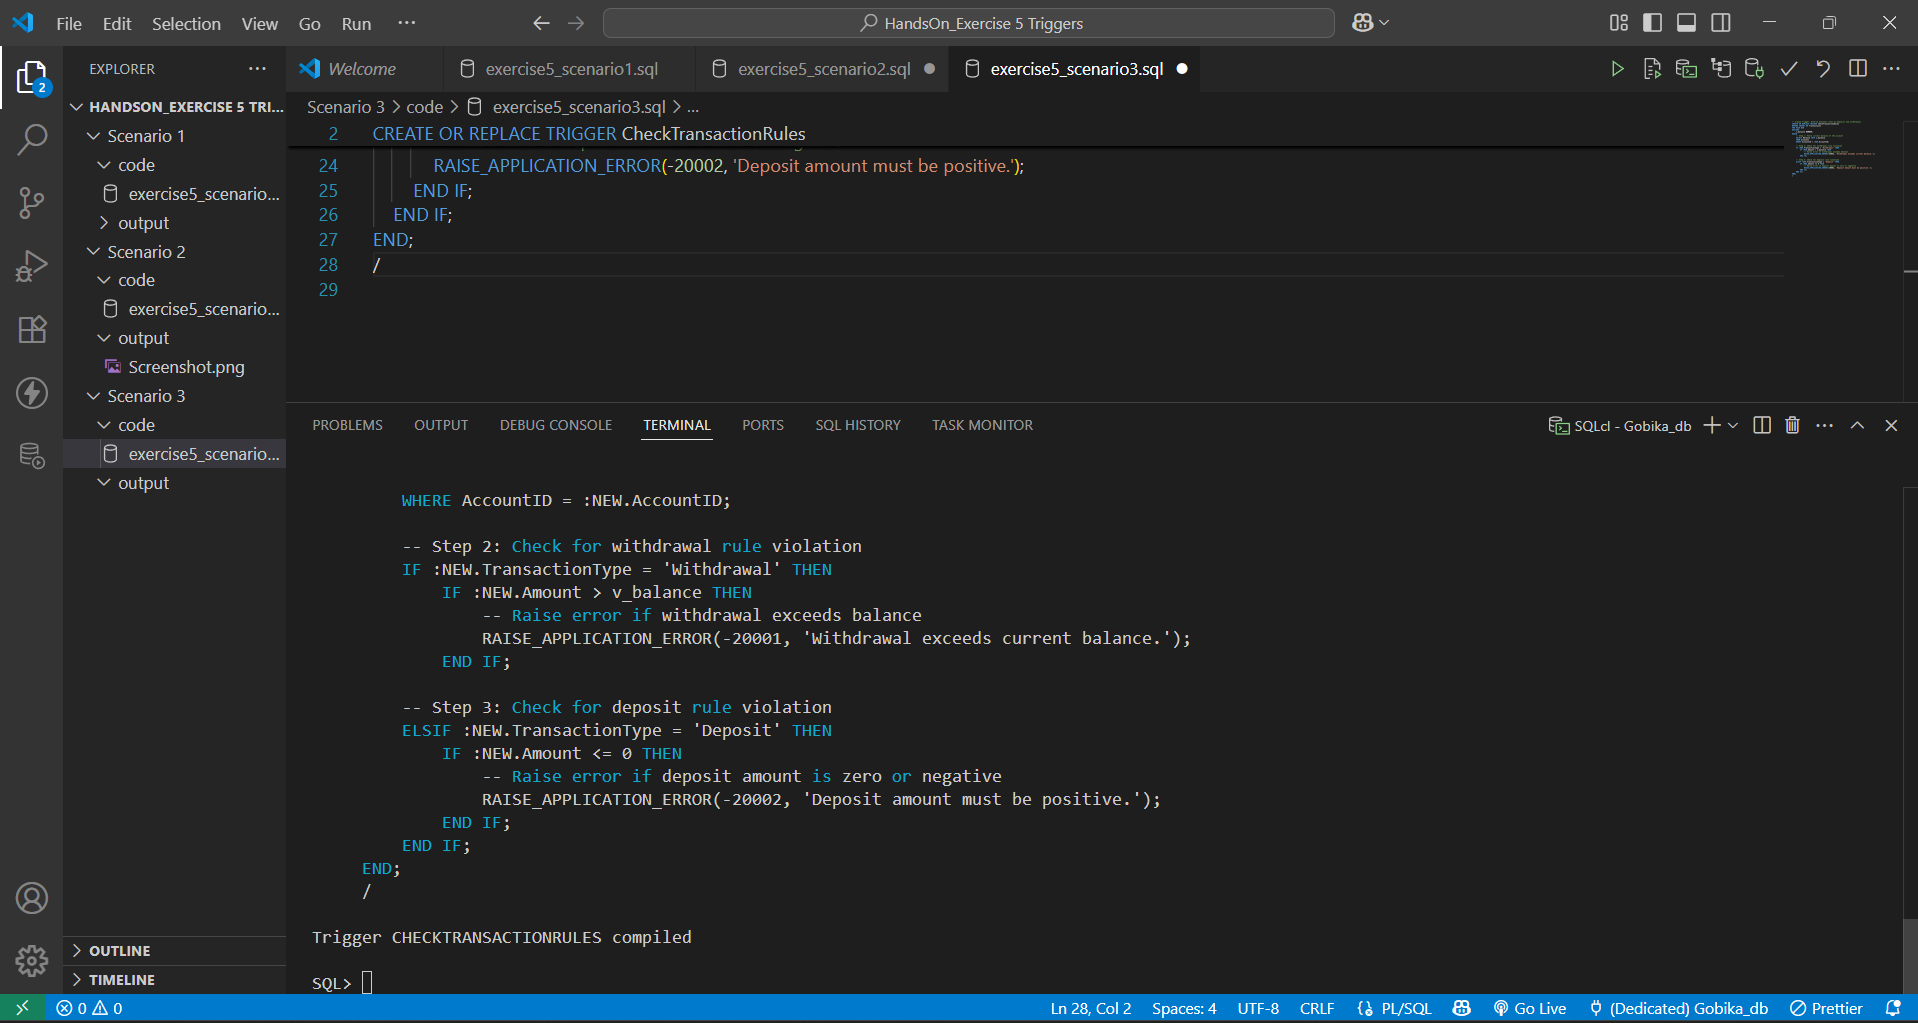 File Edit Selection View Go Run ···
HandsOn_Exercise 5 Triggers
2
EXPLORER ···
HANDSON_EXERCISE 5 TRI...
Scenario 1
code
exercise5_scenario...
output
Scenario 2
code
exercise5_scenario...
output
Screenshot.png
Scenario 3
code
exercise5_scenario...
output
OUTLINE
TIMELINE
Welcome exercise5_scenario1.sql exercise5_scenario2.sql exercise5_scenario3.sql
Scenario 3 > code > exercise5_scenario3.sql > ...
2 CREATE OR REPLACE TRIGGER CheckTransactionRules
24 RAISE_APPLICATION_ERROR(-20002, 'Deposit amount must be positive.');
25 END IF;
26 END IF;
27 END;
28 /
29
PROBLEMS OUTPUT DEBUG CONSOLE TERMINAL PORTS SQL HISTORY TASK MONITOR
SQLcl - Gobika_db
WHERE AccountID = :NEW.AccountID;
-- Step 2: Check for withdrawal rule violation
IF :NEW.TransactionType = 'Withdrawal' THEN
IF :NEW.Amount > v_balance THEN
-- Raise error if withdrawal exceeds balance
RAISE_APPLICATION_ERROR(-20001, 'Withdrawal exceeds current balance.');
END IF;
-- Step 3: Check for deposit rule violation
ELSIF :NEW.TransactionType = 'Deposit' THEN
IF :NEW.Amount <= 0 THEN
-- Raise error if deposit amount is zero or negative
RAISE_APPLICATION_ERROR(-20002, 'Deposit amount must be positive.');
END IF;
END IF;
END;
/
Trigger CHECKTRANSACTIONRULES compiled
SQL>
0 0 Ln 28, Col 2 Spaces: 4 UTF-8 CRLF PL/SQL Go Live (Dedicated) Gobika_db Prettier